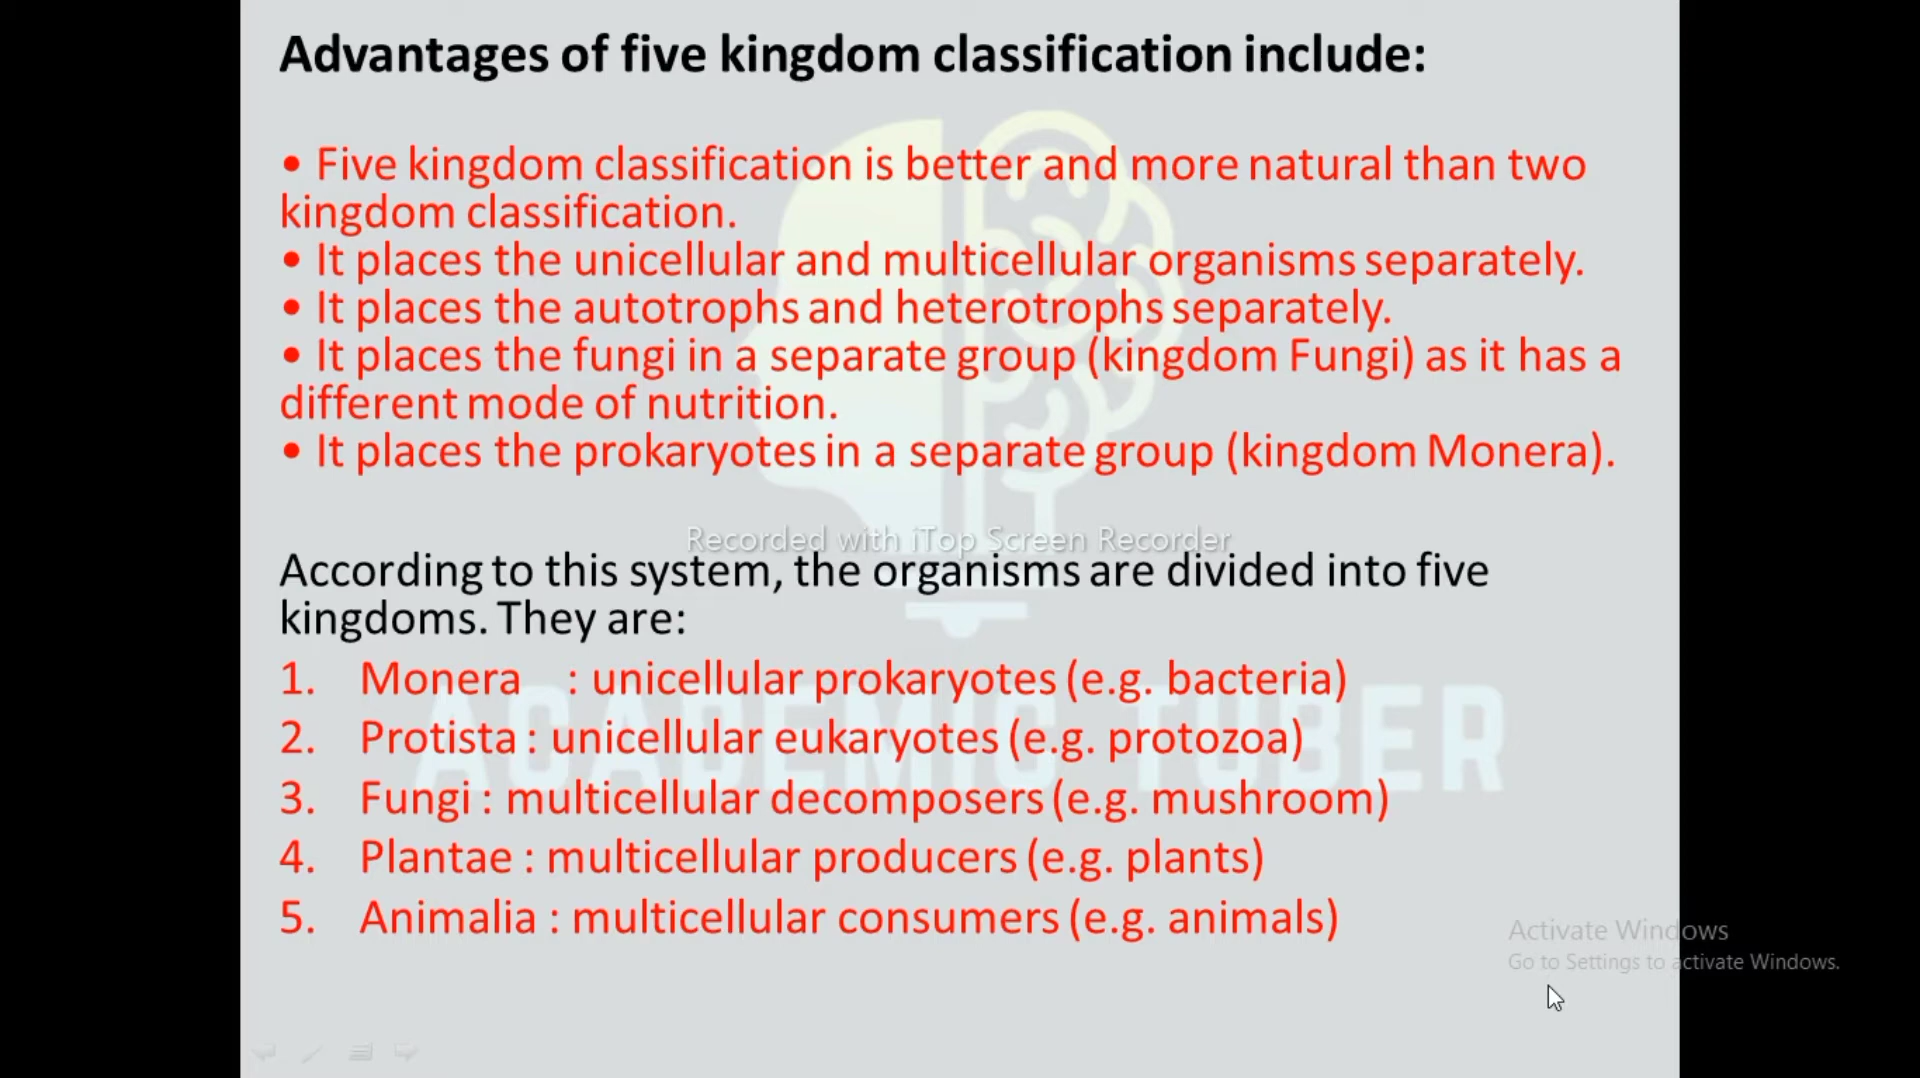 Advantages of five kingdom classification include:
• Five kingdom classification is better and more natural than two
kingdom classification.
• It places the unicellular and multicellular organisms separately.
• It places the autotrophs and heterotrophs separately.
• It places the fungi in a separate group (kingdom Fungi) as it has a
different mode of nutrition.
• It places the prokaryotes in a separate group (kingdom Monera).
Recorded with iTop Screen Recorder
According to this system, the organisms are divided into five
kingdoms. They are:
1. Monera : unicellular prokaryotes (e.g. bacteria)
ACADEMIC TUBER
2. Protista : unicellular eukaryotes (e.g. protozoa)
3. Fungi : multicellular decomposers (e.g. mushroom)
4. Plantae : multicellular producers (e.g. plants)
5. Animalia : multicellular consumers (e.g. animals)
Activate Windows
Go to Settings to activate Windows.